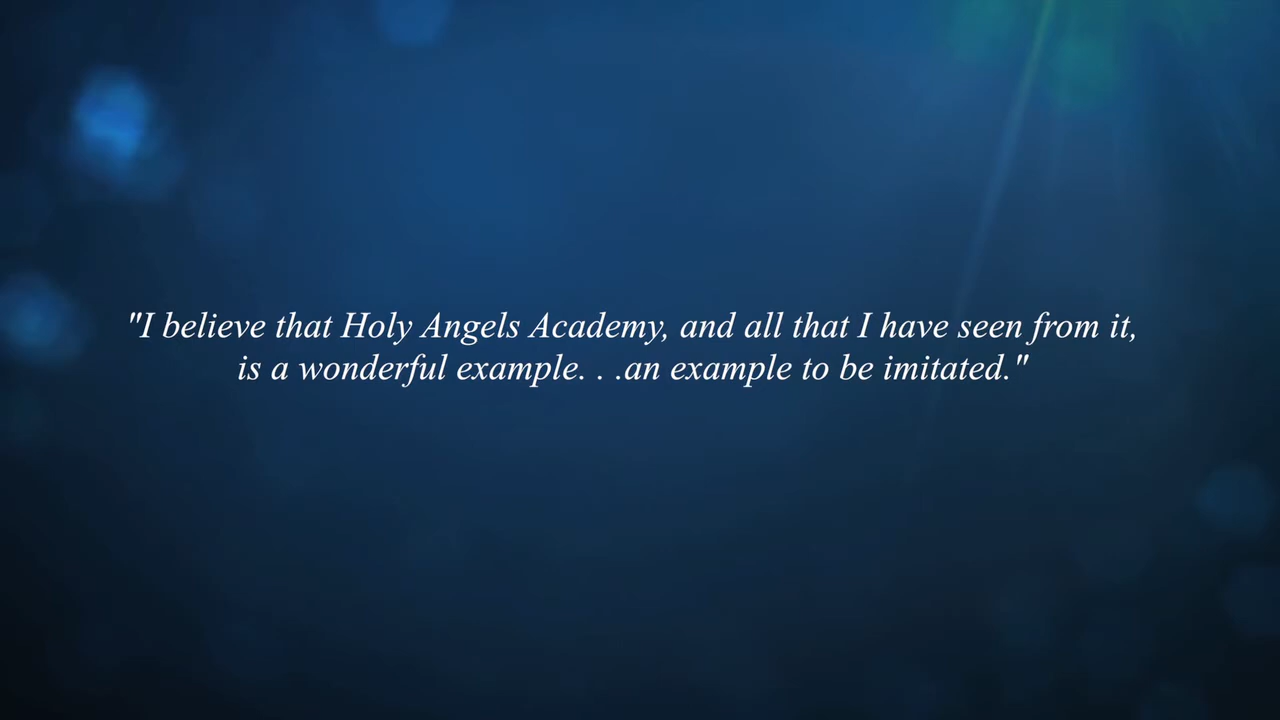 "I believe that Holy Angels Academy, and all that I have seen from it,
is a wonderful example. . .an example to be imitated."